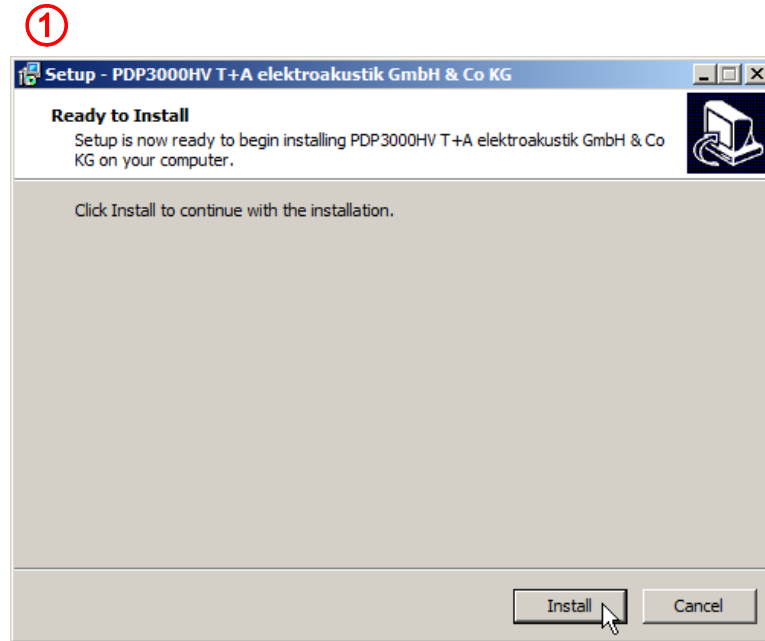 1
Setup - PDP3000HV T+A elektroakustik GmbH & Co KG
Ready to Install
Setup is now ready to begin installing PDP3000HV T+A elektroakustik GmbH & Co
KG on your computer.
Click Install to continue with the installation.
Install Cancel